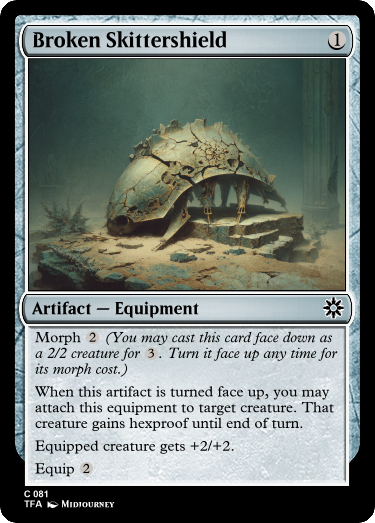 Broken Skittershield 1
Artifact — Equipment
Morph 2 (You may cast this card face down as
a 2/2 creature for 3. Turn it face up any time for
its morph cost.)
When this artifact is turned face up, you may
attach this equipment to target creature. That
creature gains hexproof until end of turn.
Equipped creature gets +2/+2.
Equip 2
C 081
TFA Midjourney